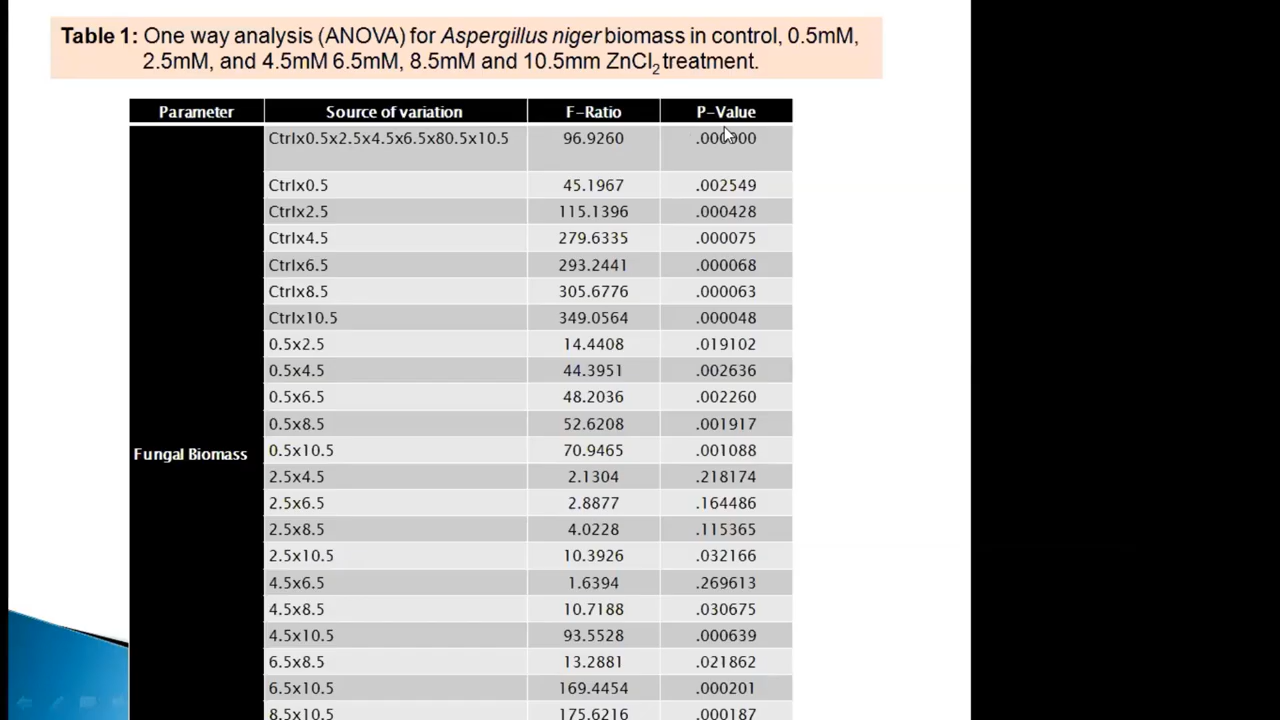 Table 1: One way analysis (ANOVA) for Aspergillus niger biomass in control, 0.5mM,
2.5mM, and 4.5mM 6.5mM, 8.5mM and 10.5mm ZnCl2 treatment.
Parameter Source of variation F-Ratio P-Value
Ctrlx0.5x2.5x4.5x6.5x80.5x10.5 96.9260 .000000
Ctrlx0.5 45.1967 .002549
Ctrlx2.5 115.1396 .000428
Ctrlx4.5 279.6335 .000075
Ctrlx6.5 293.2441 .000068
Ctrlx8.5 305.6776 .000063
Ctrlx10.5 349.0564 .000048
0.5x2.5 14.4408 .019102
0.5x4.5 44.3951 .002636
0.5x6.5 48.2036 .002260
0.5x8.5 52.6208 .001917
Fungal Biomass 0.5x10.5 70.9465 .001088
2.5x4.5 2.1304 .218174
2.5x6.5 2.8877 .164486
2.5x8.5 4.0228 .115365
2.5x10.5 10.3926 .032166
4.5x6.5 1.6394 .269613
4.5x8.5 10.7188 .030675
4.5x10.5 93.5528 .000639
6.5x8.5 13.2881 .021862
6.5x10.5 169.4454 .000201
8.5x10.5 175.6216 .000187